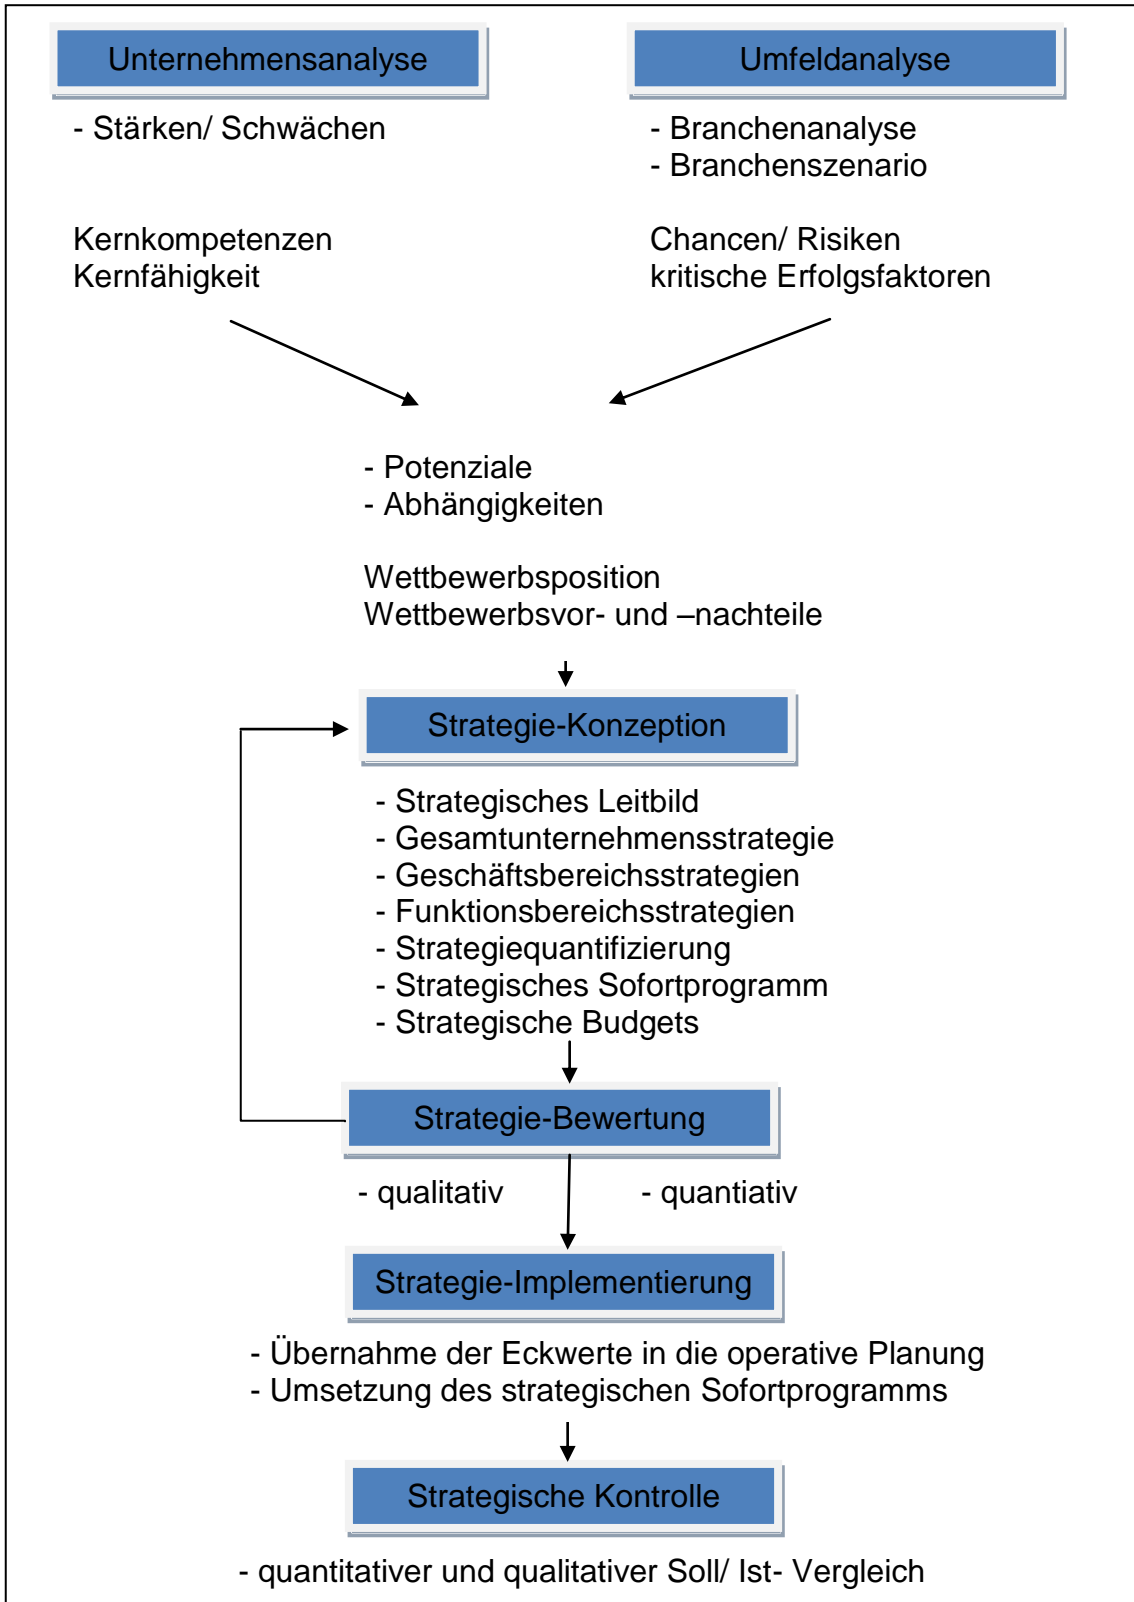 Unternehmensanalyse
- Stärken/ Schwächen
Kernkompetenzen
Kernfähigkeit
Umfeldanalyse
- Branchenanalyse
- Branchenszenario
Chancen/ Risiken
kritische Erfolgsfaktoren
- Potenziale
- Abhängigkeiten
Wettbewerbsposition
Wettbewerbsvor- und –nachteile
Strategie-Konzeption
- Strategisches Leitbild
- Gesamtunternehmensstrategie
- Geschäftsbereichsstrategien
- Funktionsbereichsstrategien
- Strategiequantifizierung
- Strategisches Sofortprogramm
- Strategische Budgets
Strategie-Bewertung
- qualitativ
- quantiativ
Strategie-Implementierung
- Übernahme der Eckwerte in die operative Planung
- Umsetzung des strategischen Sofortprogramms
Strategische Kontrolle
- quantitativer und qualitativer Soll/ Ist- Vergleich